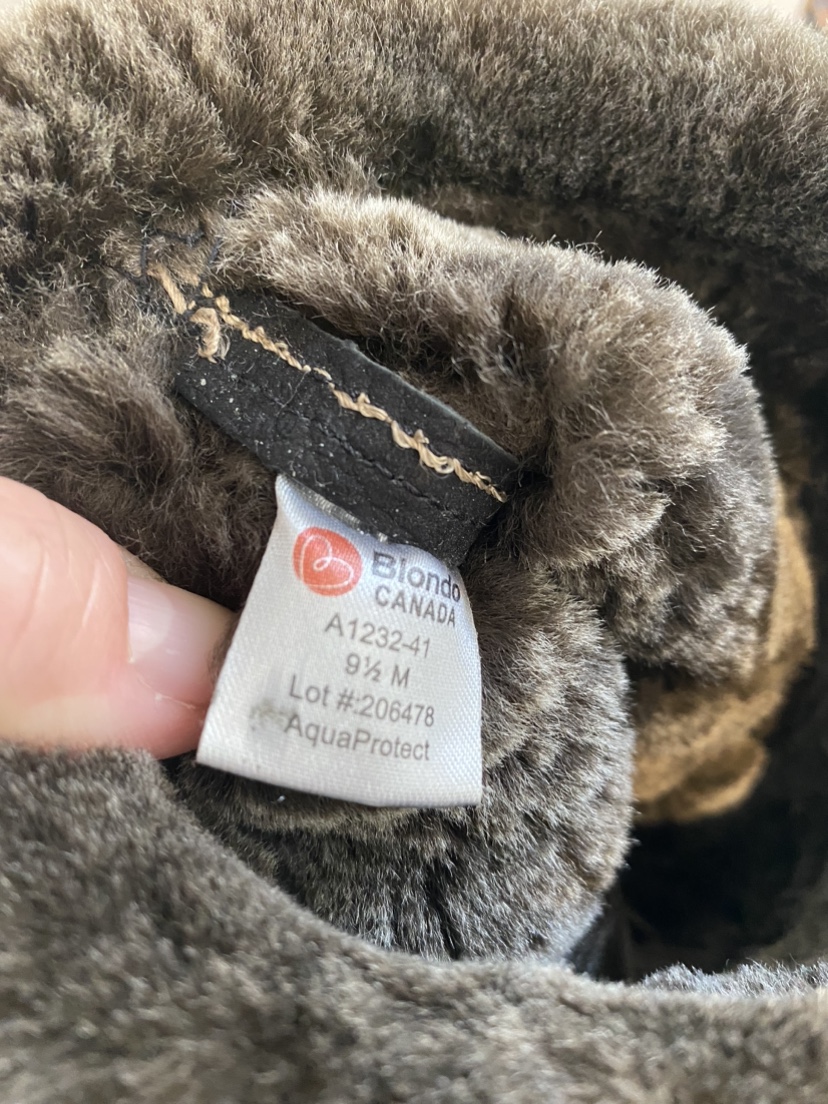 Blondo
CANADA
A1232-41
9½ M
Lot #:206478
AquaProtect